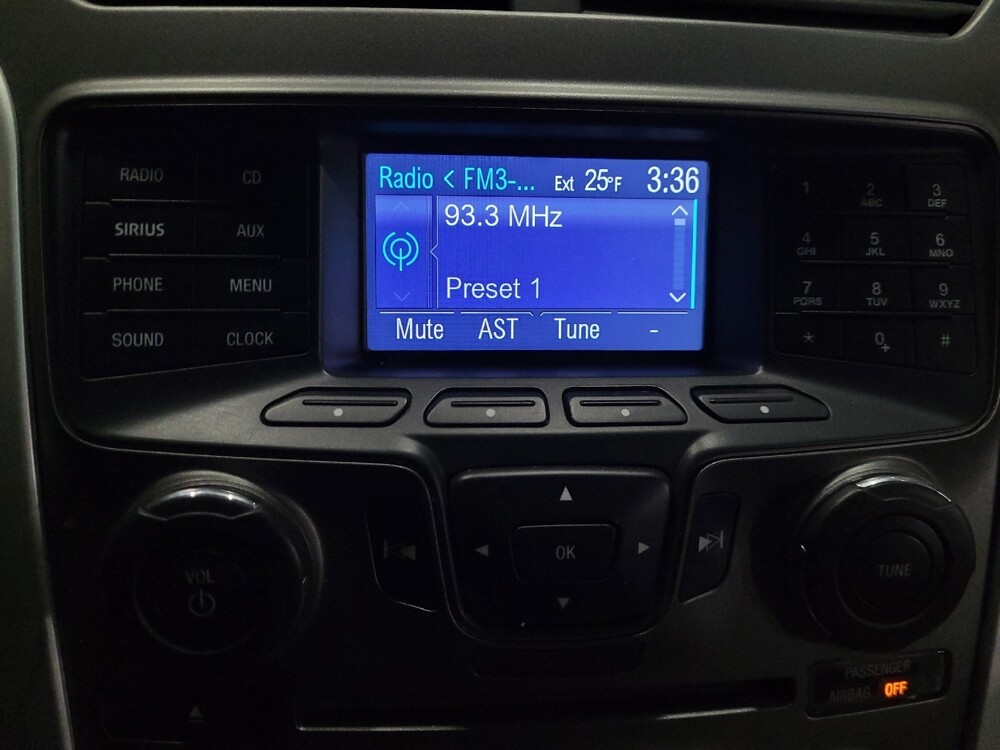 Radio < FM3-... Ext 25°F 3:36
93.3 MHz
Preset 1
Mute AST Tune -
RADIO CD
SIRIUS AUX
PHONE MENU
SOUND CLOCK
1 2 ABC 3 DEF
4 GHI 5 JKL 6 MNO
7 PQRS 8 TUV 9 WXYZ
* 0 + #
VOL
OK
TUNE
PASSENGER
AIRBAG OFF